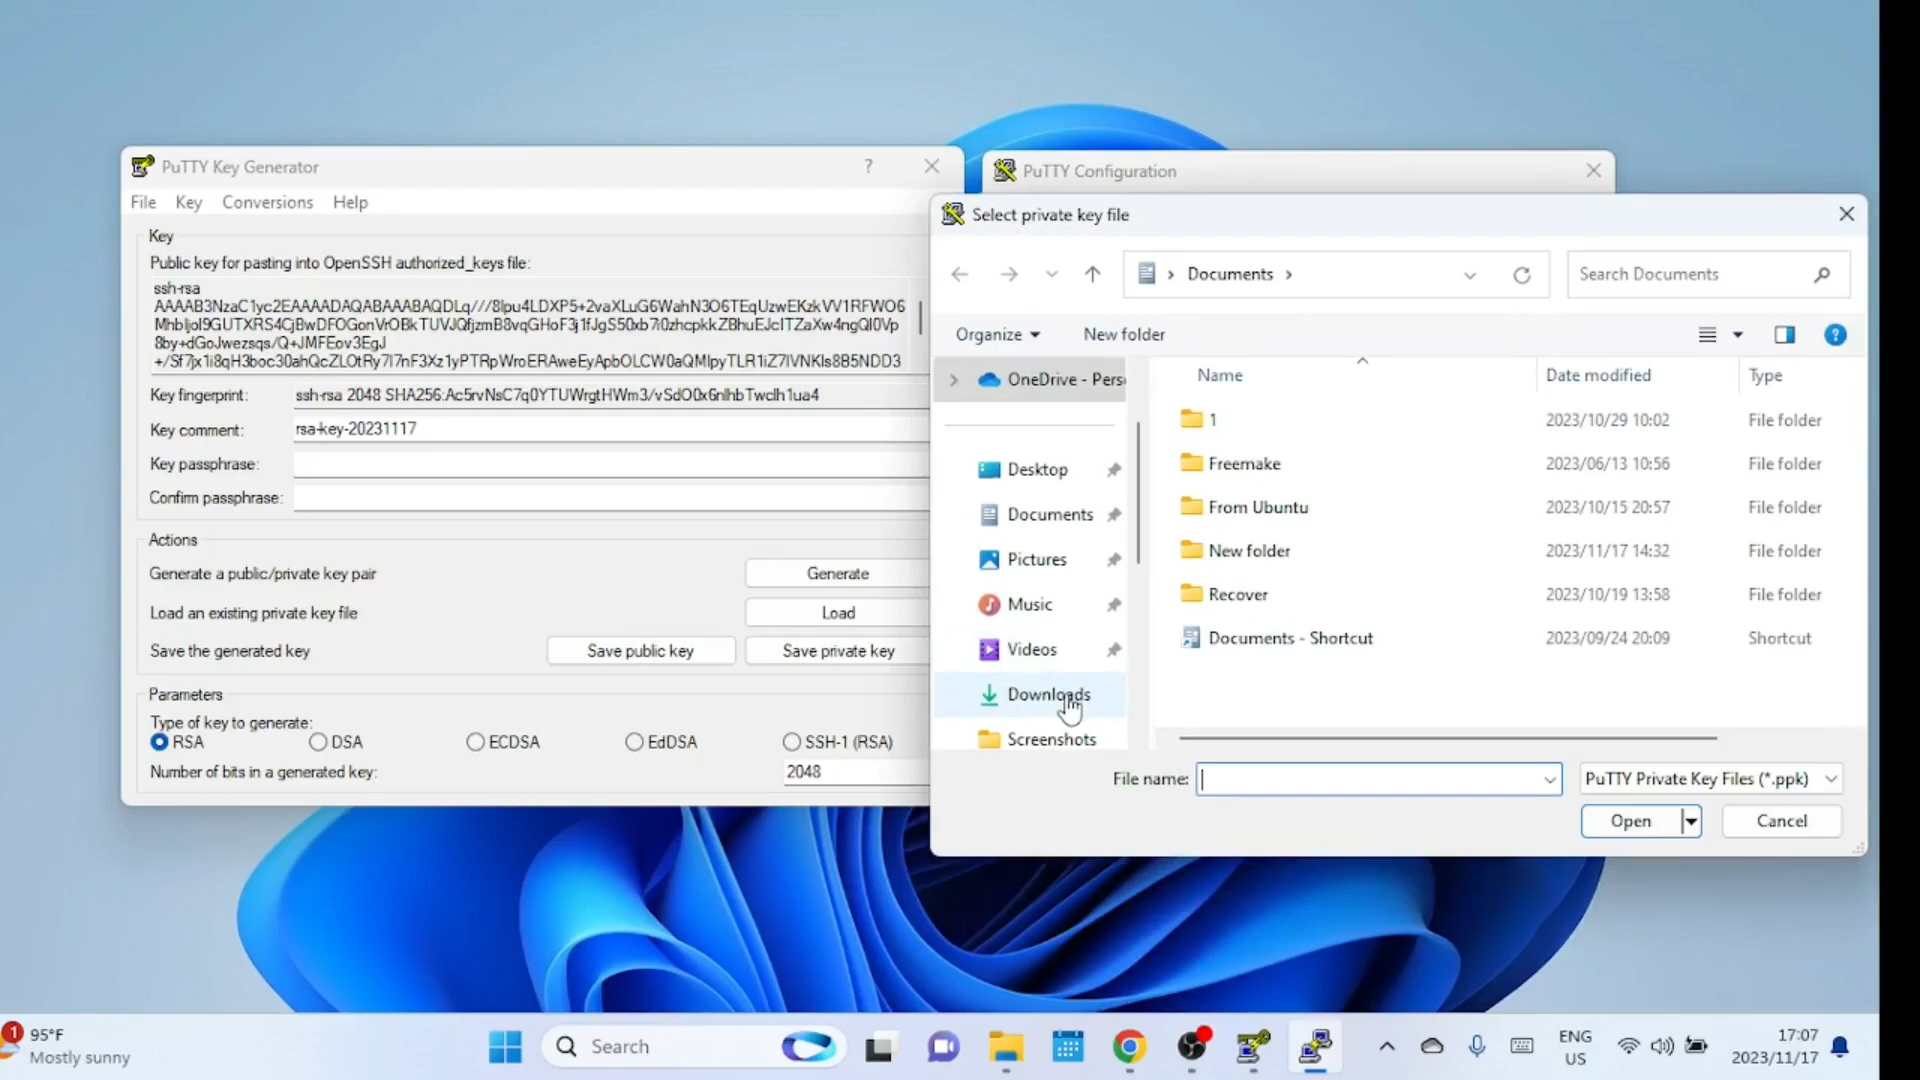 PuTTY Key Generator
?
File Key Conversions Help
Key
Public key for pasting into OpenSSH authorized_keys file:
ssh-rsa
Key fingerprint:
Key comment: rsa-key-20231117
Key passphrase:
Confirm passphrase:
Actions
Generate a public/private key pair
Generate
Load an existing private key file
Load
Save the generated key
Save public key
Save private key
Parameters
Type of key to generate:
RSA DSA ECDSA EdDSA SSH-1 (RSA)
Number of bits in a generated key:
2048
PuTTY Configuration
Select private key file
Documents
Search Documents
Organize
New folder
?
OneDrive - Pers
Desktop
Documents
Pictures
Music
Videos
Downloads
Screenshots
Name Date modified Type
1 2023/10/29 10:02 File folder
Freemake 2023/06/13 10:56 File folder
From Ubuntu 2023/10/15 20:57 File folder
New folder 2023/11/17 14:32 File folder
Recover 2023/10/19 13:58 File folder
Documents - Shortcut 2023/09/24 20:09 Shortcut
File name:
PuTTY Private Key Files (*.ppk)
Open
Cancel
1
95°F
Mostly sunny
Search
ENG
US
17:07
2023/11/17